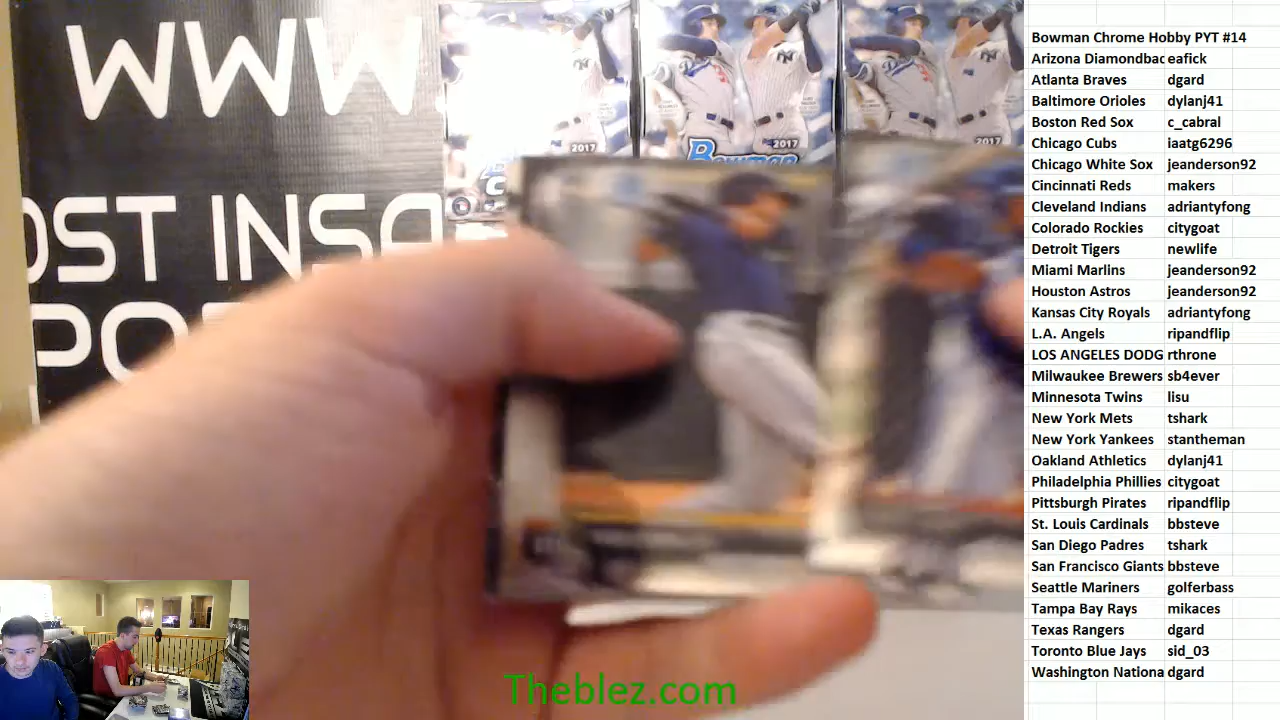 WWW
OST INSA
PO
2017
2017
Bowman
2017
Bowman Chrome Hobby PYT #14
Arizona Diamondbac eafick
Atlanta Braves dgard
Baltimore Orioles dylanj41
Boston Red Sox c_cabral
Chicago Cubs iaatg6296
Chicago White Sox jeanderson92
Cincinnati Reds makers
Cleveland Indians adriantyfong
Colorado Rockies citygoat
Detroit Tigers newlife
Miami Marlins jeanderson92
Houston Astros jeanderson92
Kansas City Royals adriantyfong
L.A. Angels ripandflip
LOS ANGELES DODG rthrone
Milwaukee Brewers sb4ever
Minnesota Twins lisu
New York Mets tshark
New York Yankees stantheman
Oakland Athletics dylanj41
Philadelphia Phillies citygoat
Pittsburgh Pirates ripandflip
St. Louis Cardinals bbsteve
San Diego Padres tshark
San Francisco Giants bbsteve
Seattle Mariners golferbass
Tampa Bay Rays mikaces
Texas Rangers dgard
Toronto Blue Jays sid_03
Washington Nationa dgard
Theblez.com